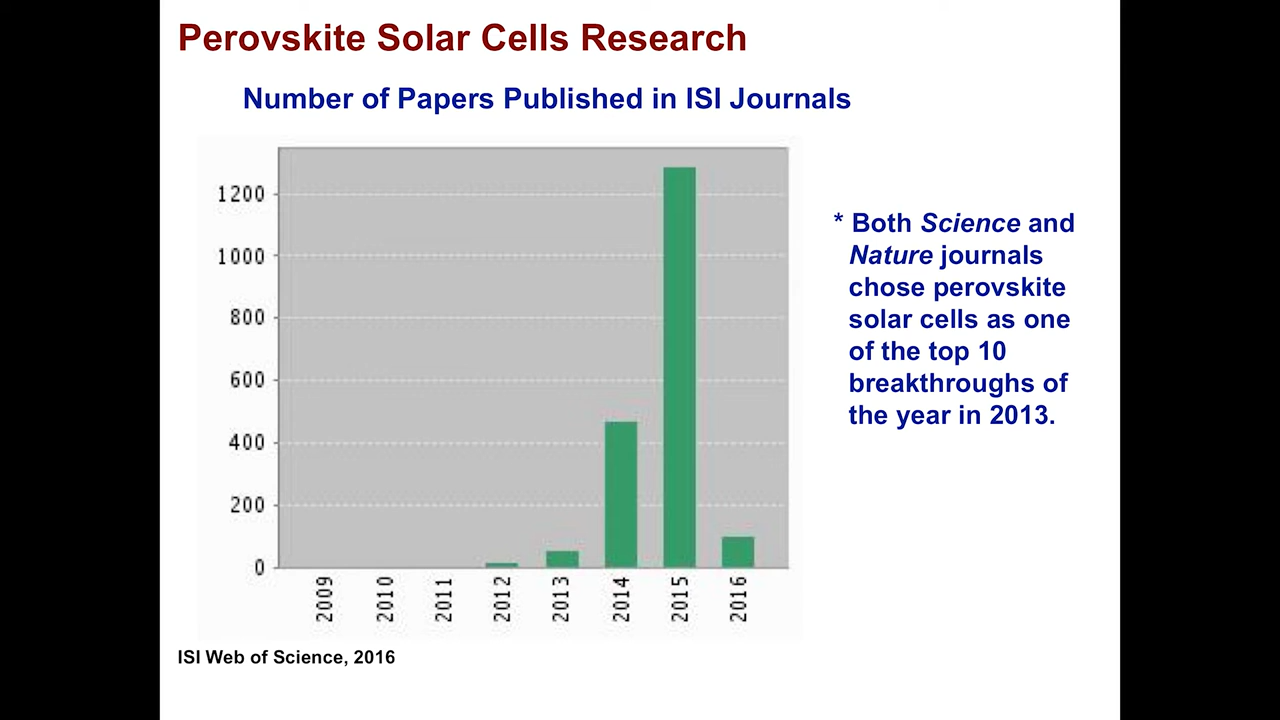 Perovskite Solar Cells Research
Number of Papers Published in ISI Journals
1200
1000
800
600
400
200
0
2009
2010
2011
2012
2013
2014
2015
2016
* Both Science and
Nature journals
chose perovskite
solar cells as one
of the top 10
breakthroughs of
the year in 2013.
ISI Web of Science, 2016